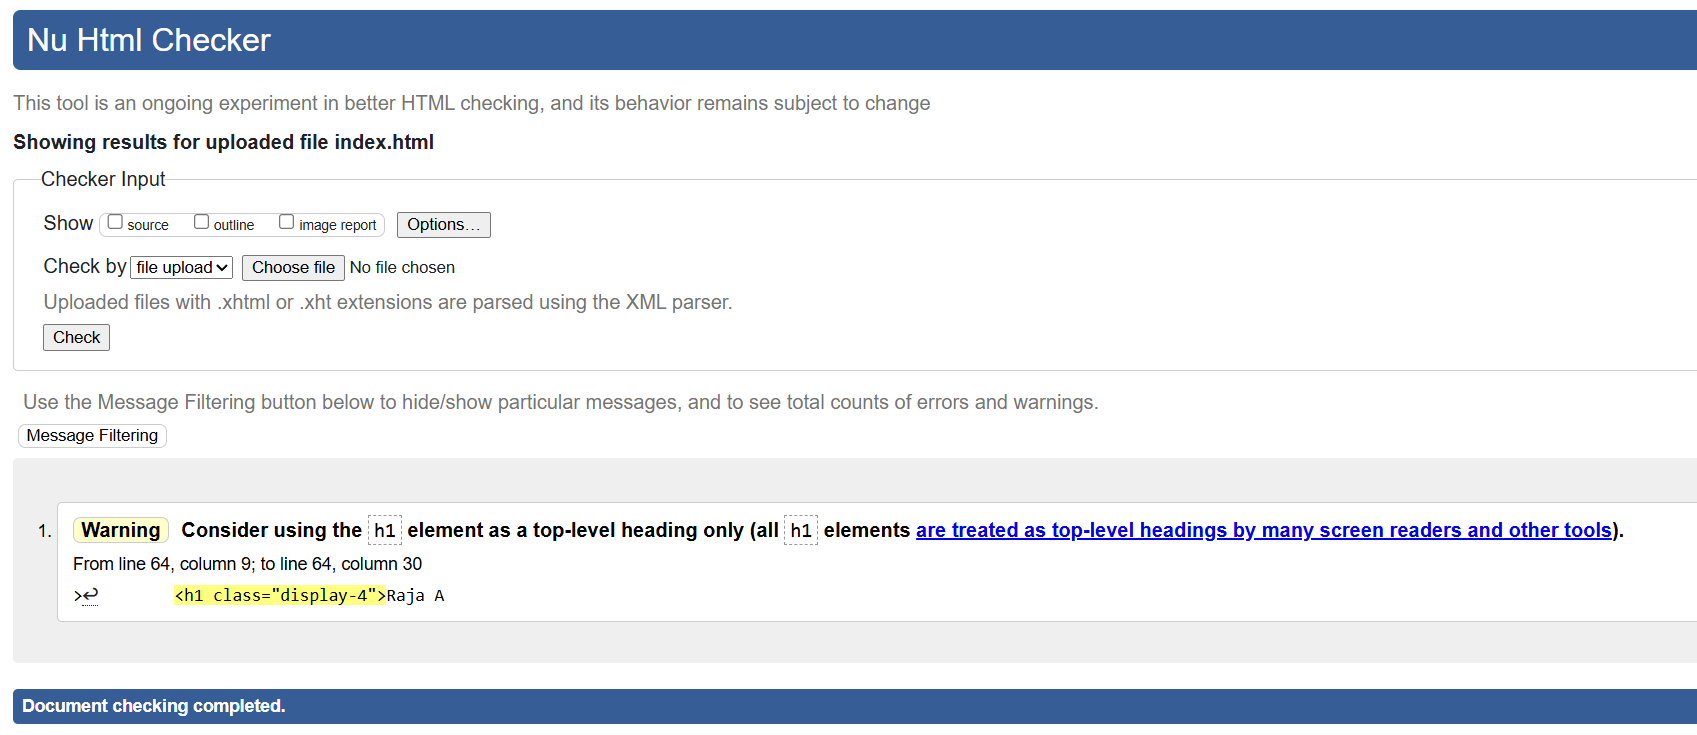 Nu Html Checker
This tool is an ongoing experiment in better HTML checking, and its behavior remains subject to change
Showing results for uploaded file index.html
Checker Input
Show source outline image report Options...
Check by file upload Choose file No file chosen
Uploaded files with .xhtml or .xht extensions are parsed using the XML parser.
Check
Use the Message Filtering button below to hide/show particular messages, and to see total counts of errors and warnings.
Message Filtering
1. Warning Consider using the h1 element as a top-level heading only (all h1 elements are treated as top-level headings by many screen readers and other tools).
From line 64, column 9; to line 64, column 30
>↩ <h1 class="display-4">Raja A
Document checking completed.